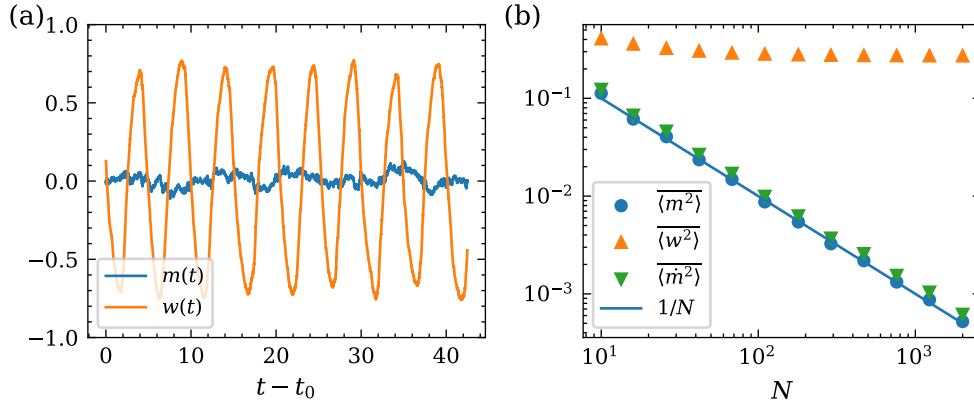 (a)
1.0
0.5
0.0
−0.5
−1.0
m(t)
w(t)
0 10 20 30 40
t − t₀
(b)
10⁻¹
10⁻²
10⁻³
⟨m²⟩
⟨w²⟩
⟨ṁ²⟩
1/N
10¹ 10² 10³
N